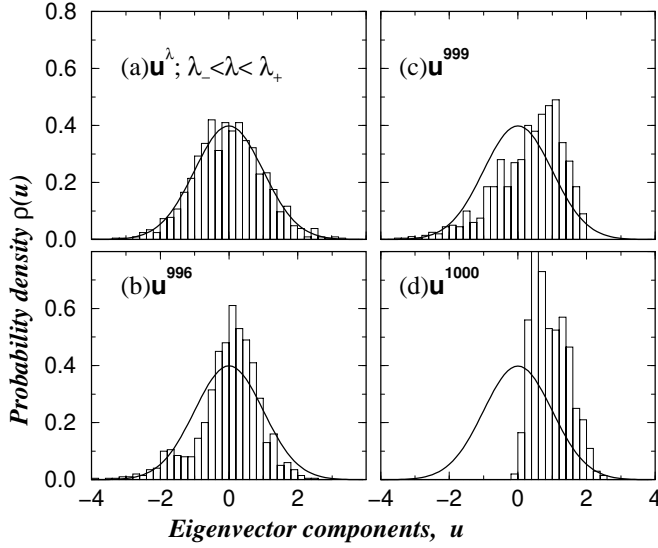 Probability density ρ(u)
0.8
0.6
0.4
0.2
0.0
(a)u^λ; λ_-<λ<λ_+
(c)u^999
0.6
0.4
0.2
0.0
(b)u^996
(d)u^1000
−4 −2 0 2 −4 −2 0 2 4
Eigenvector components, u